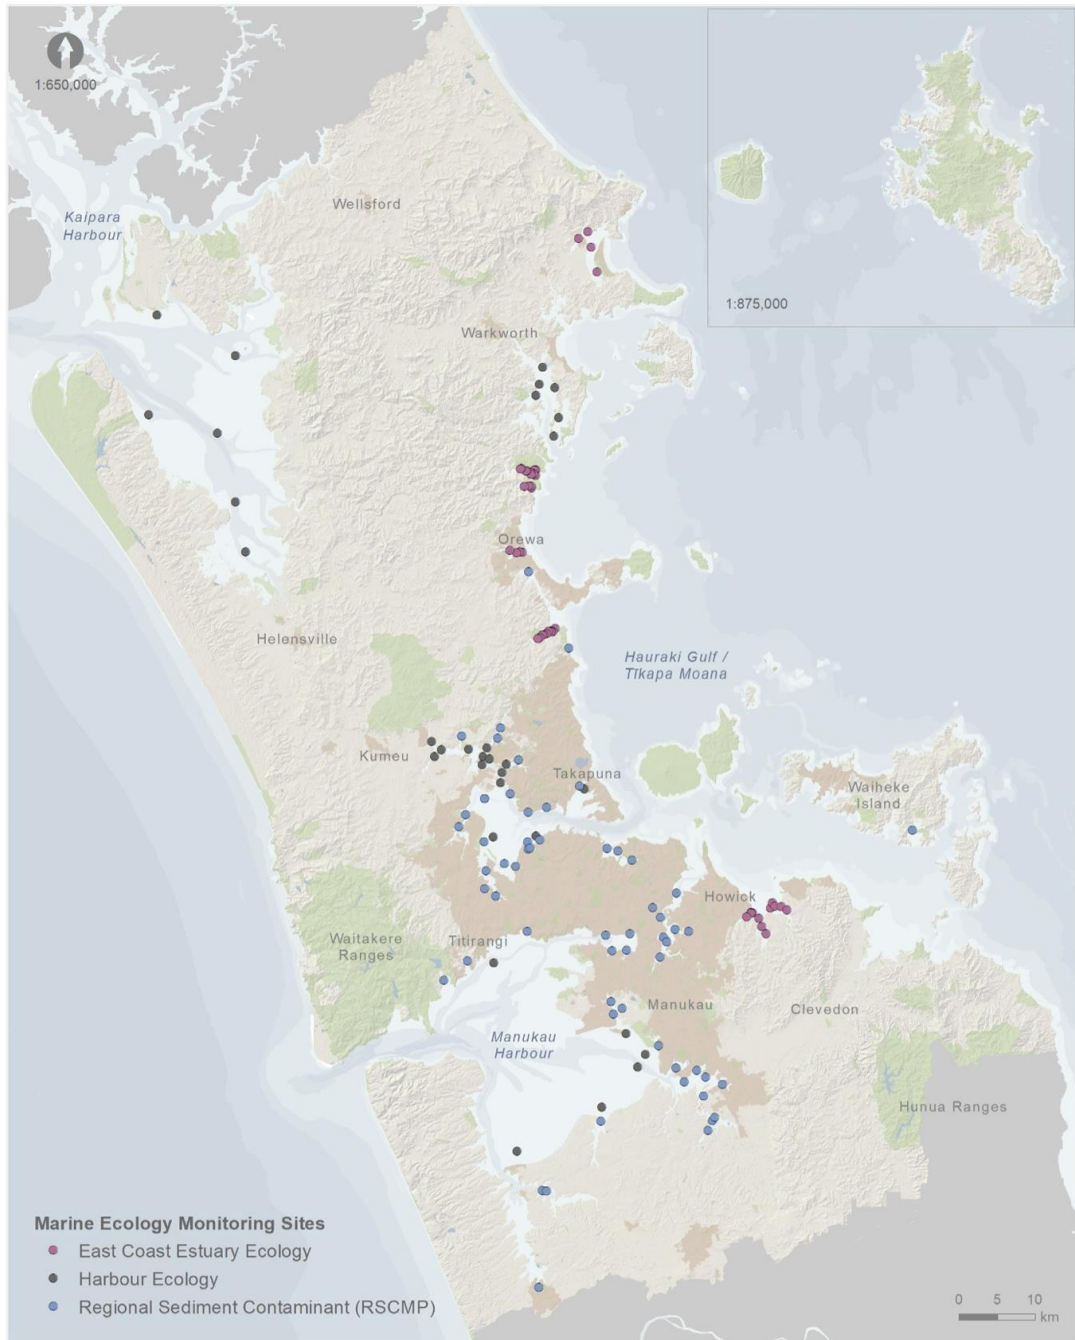 1:650,000
1:875,000
Wellsford
Kaipara
Harbour
Warkworth
Orewa
Helensville
Hauraki Gulf /
Tīkapa Moana
Kumeu
Takapuna
Waiheke
Island
Howick
Waitakere
Ranges
Titirangi
Manukau
Clevedon
Manukau
Harbour
Hunua Ranges
Marine Ecology Monitoring Sites
East Coast Estuary Ecology
Harbour Ecology
Regional Sediment Contaminant (RSCMP)
0 5 10
km